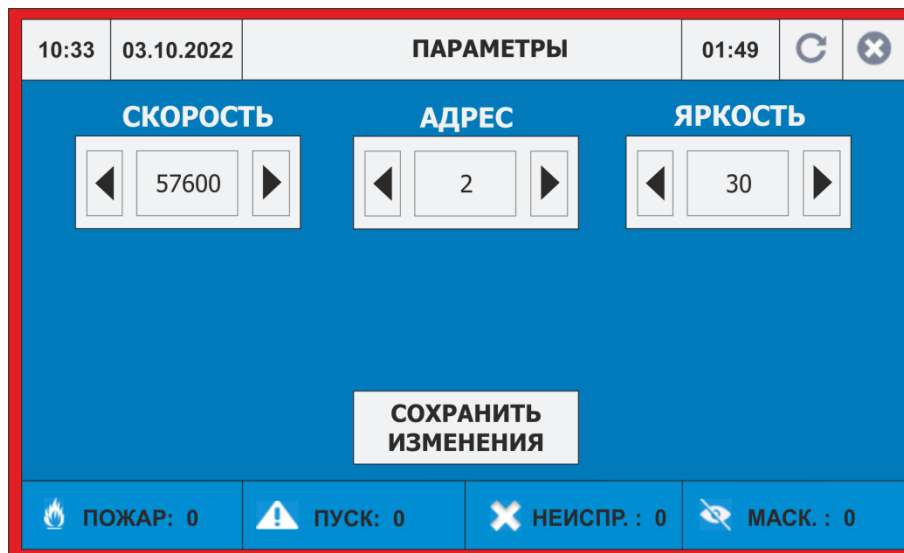 10:33 03.10.2022 ПАРАМЕТРЫ 01:49
СКОРОСТЬ АДРЕС ЯРКОСТЬ
57600 2 30
СОХРАНИТЬ
ИЗМЕНЕНИЯ
ПОЖАР: 0 ПУСК: 0 НЕИСПР. : 0 МАСК. : 0